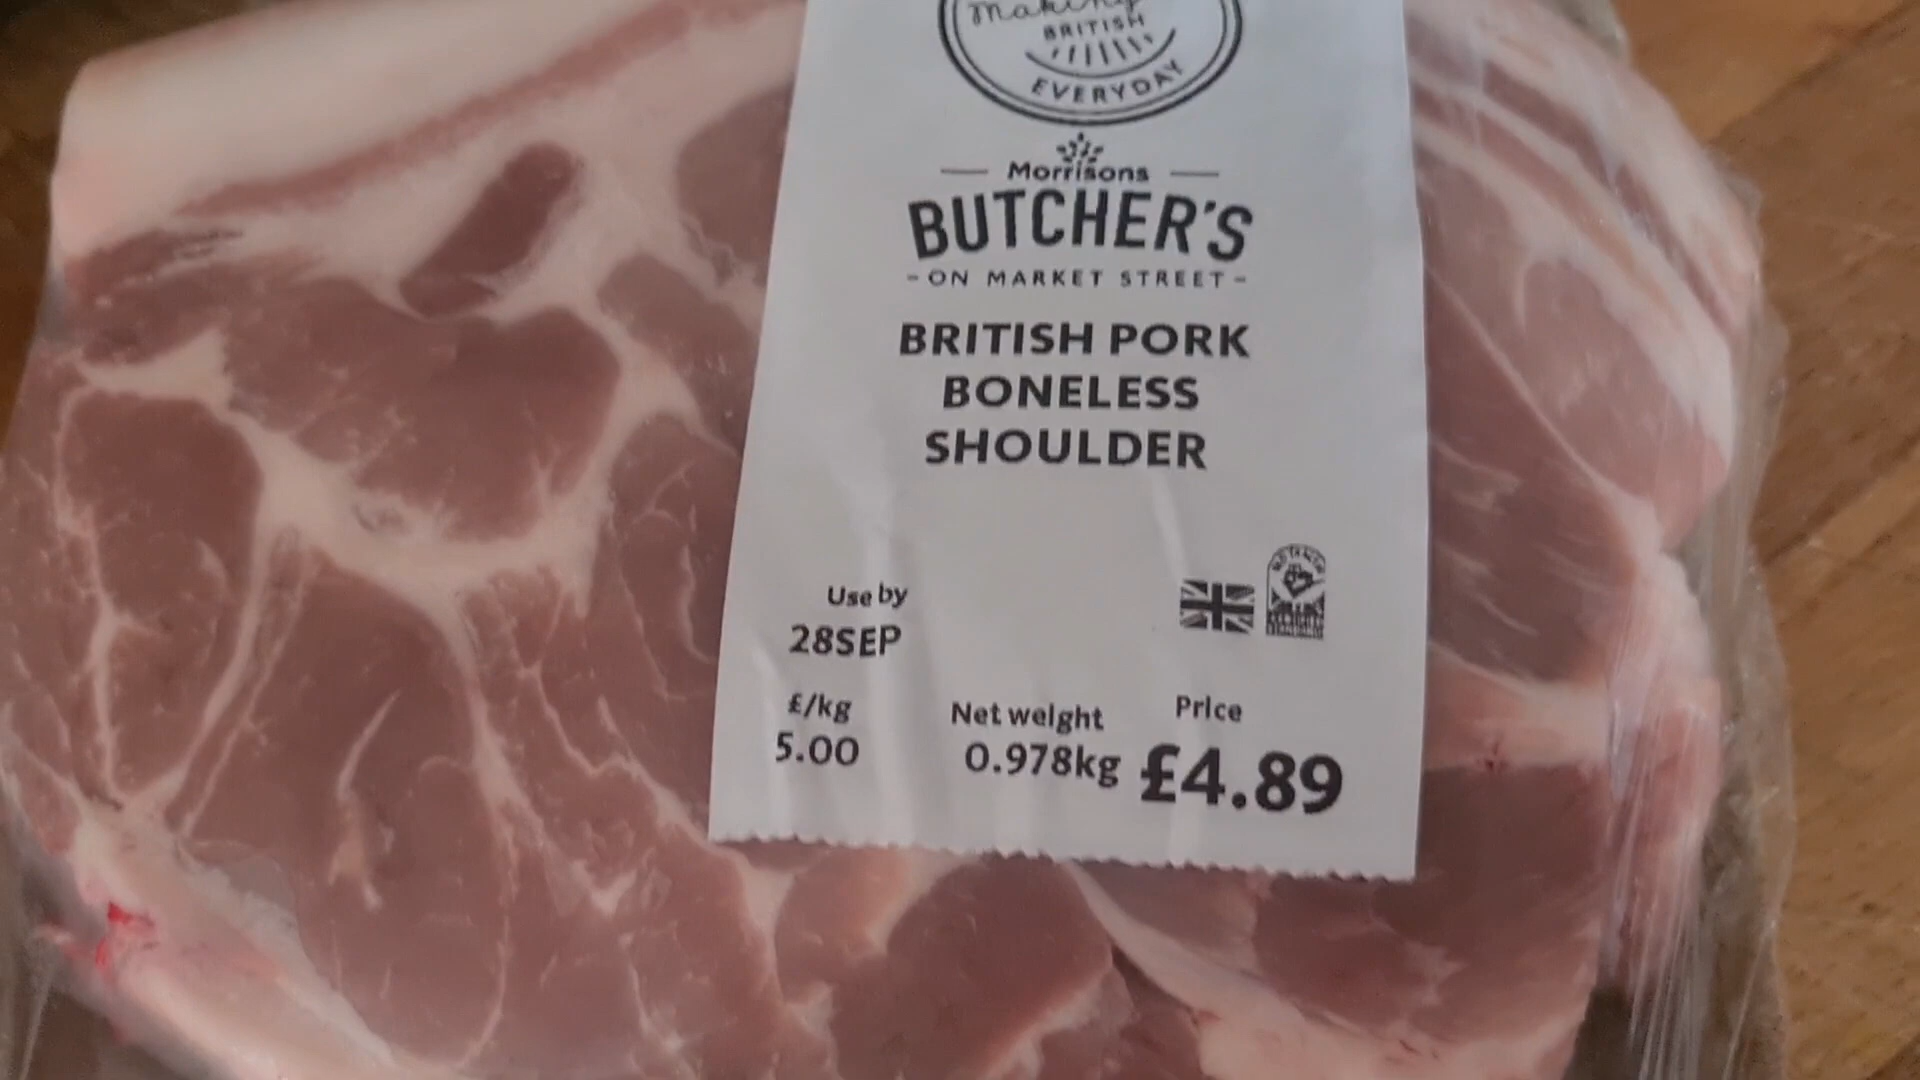 Making
BRITISH
EVERYDAY
Morrisons
BUTCHER'S
- ON MARKET STREET -
BRITISH PORK
BONELESS
SHOULDER
Use by
28SEP
£/kg
5.00
Net weight
0.978kg
Price
£4.89